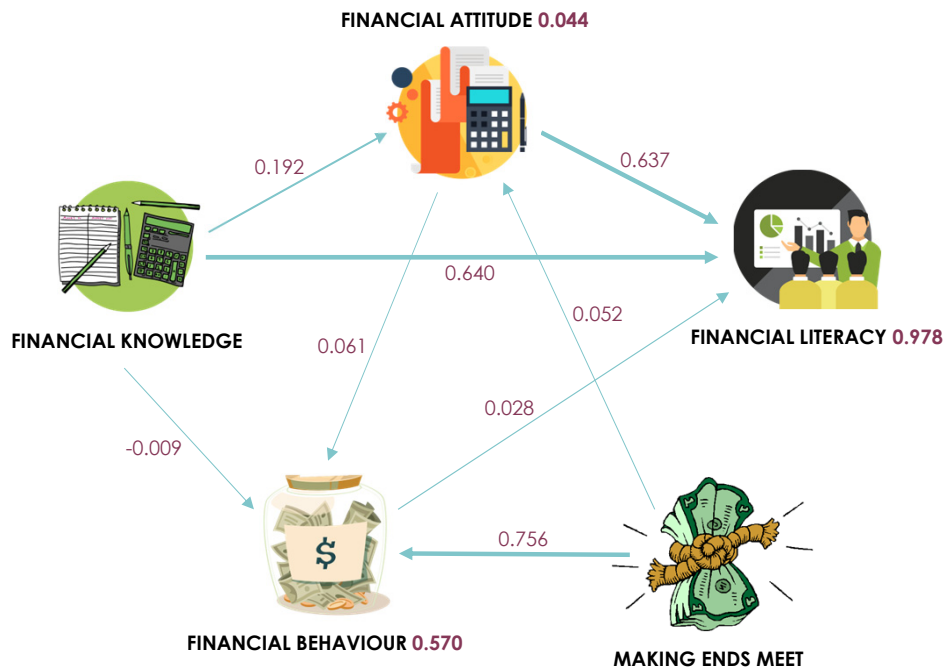 FINANCIAL ATTITUDE 0.044
0.192
0.637
0.640
FINANCIAL KNOWLEDGE
0.052
FINANCIAL LITERACY 0.978
0.061
0.028
-0.009
$
0.756
FINANCIAL BEHAVIOUR 0.570
MAKING ENDS MEET